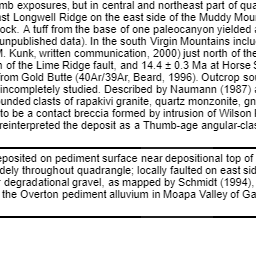 mb exposures, but in central and northeast part of qua
st Longwell Ridge on the east side of the Muddy Mou
ock. A tuff from the base of one paleocanyon yielded a
unpublished data). In the south Virgin Mountains inclu
M. Kunk, written communication, 2000) just north of the
n of the Lime Ridge fault, and 14.4 ± 0.3 Ma at Horse S
from Gold Butte (40Ar/39Ar, Beard, 1996). Outcrop sou
incompletely studied. Described by Naumann (1987) a
unded clasts of rapakivi granite, quartz monzonite, gn
to be a contact breccia formed by intrusion of Wilson
reinterpreted the deposit as a Thumb-age angular-clas
eposited on pediment surface near depositional top of
dely throughout quadrangle; locally faulted on east sid
degradational gravel, as mapped by Schmidt (1994),
the Overton pediment alluvium in Moapa Valley of Ga